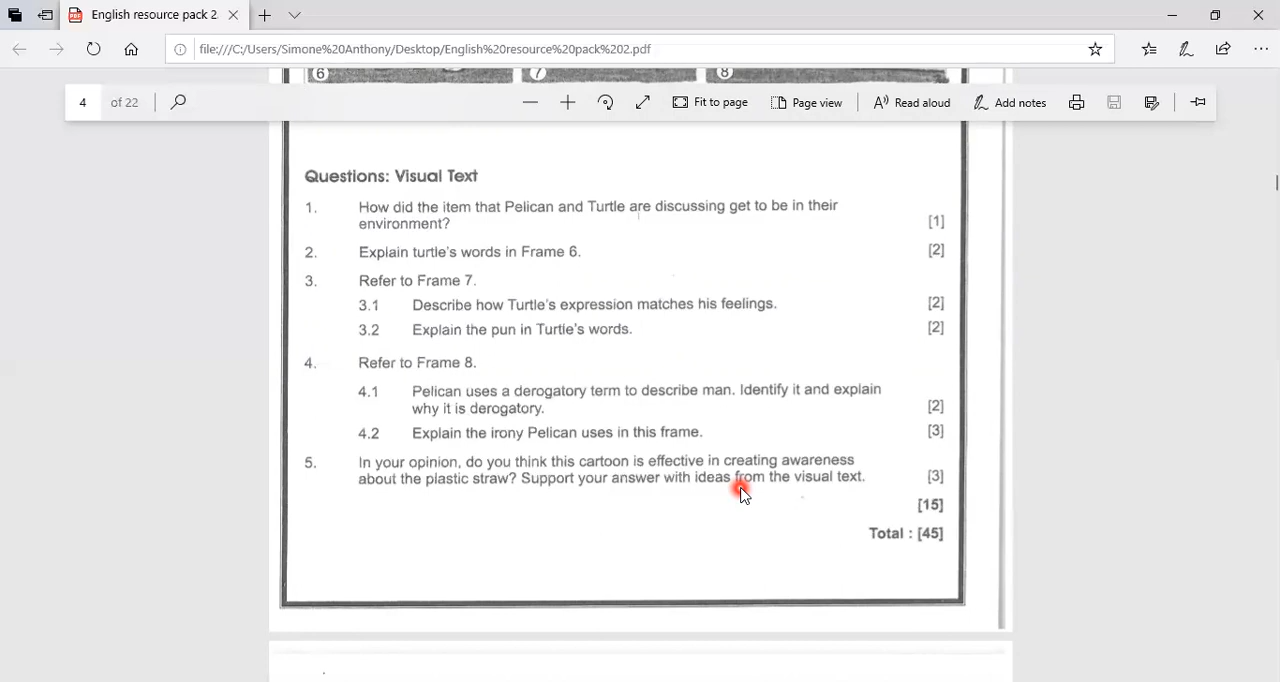 English resource pack 2.
file:///C:/Users/Simone%20Anthony/Desktop/English%20resource%20pack%202.pdf
6 7 8
4 of 22 Fit to page Page view Read aloud Add notes
Questions: Visual Text
1. How did the item that Pelican and Turtle are discussing get to be in their
environment? [1]
2. Explain turtle's words in Frame 6. [2]
3. Refer to Frame 7.
3.1 Describe how Turtle's expression matches his feelings. [2]
3.2 Explain the pun in Turtle's words. [2]
4. Refer to Frame 8.
4.1 Pelican uses a derogatory term to describe man. Identify it and explain
why it is derogatory. [2]
4.2 Explain the irony Pelican uses in this frame. [3]
5. In your opinion, do you think this cartoon is effective in creating awareness
about the plastic straw? Support your answer with ideas from the visual text. [3]
[15]
Total : [45]